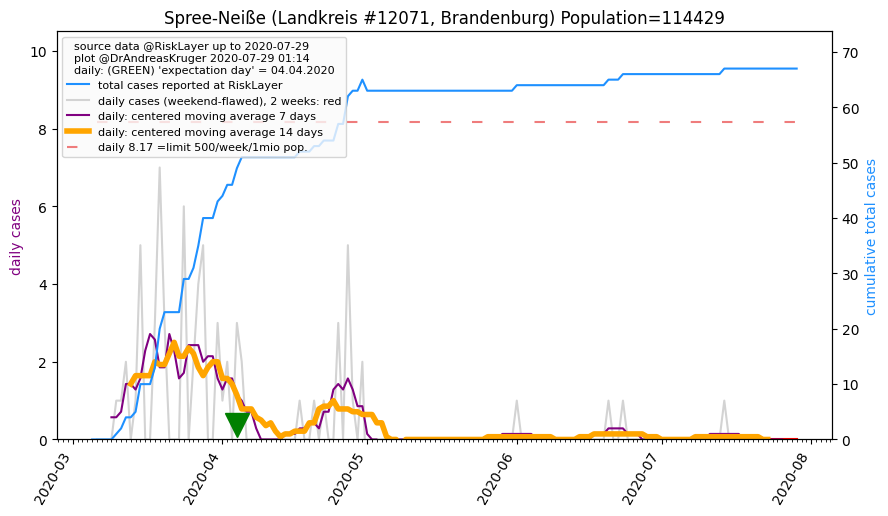 Spree-Neiße (Landkreis #12071, Brandenburg) Population=114429
source data @RiskLayer up to 2020-07-29
plot @DrAndreasKruger 2020-07-29 01:14
daily: (GREEN) 'expectation day' = 04.04.2020
total cases reported at RiskLayer
daily cases (weekend-flawed), 2 weeks: red
daily: centered moving average 7 days
daily: centered moving average 14 days
daily 8.17 =limit 500/week/1mio pop.
daily cases
10
8
6
4
2
0
cumulative total cases
70
60
50
40
30
20
10
0
2020-03
2020-04
2020-05
2020-06
2020-07
2020-08